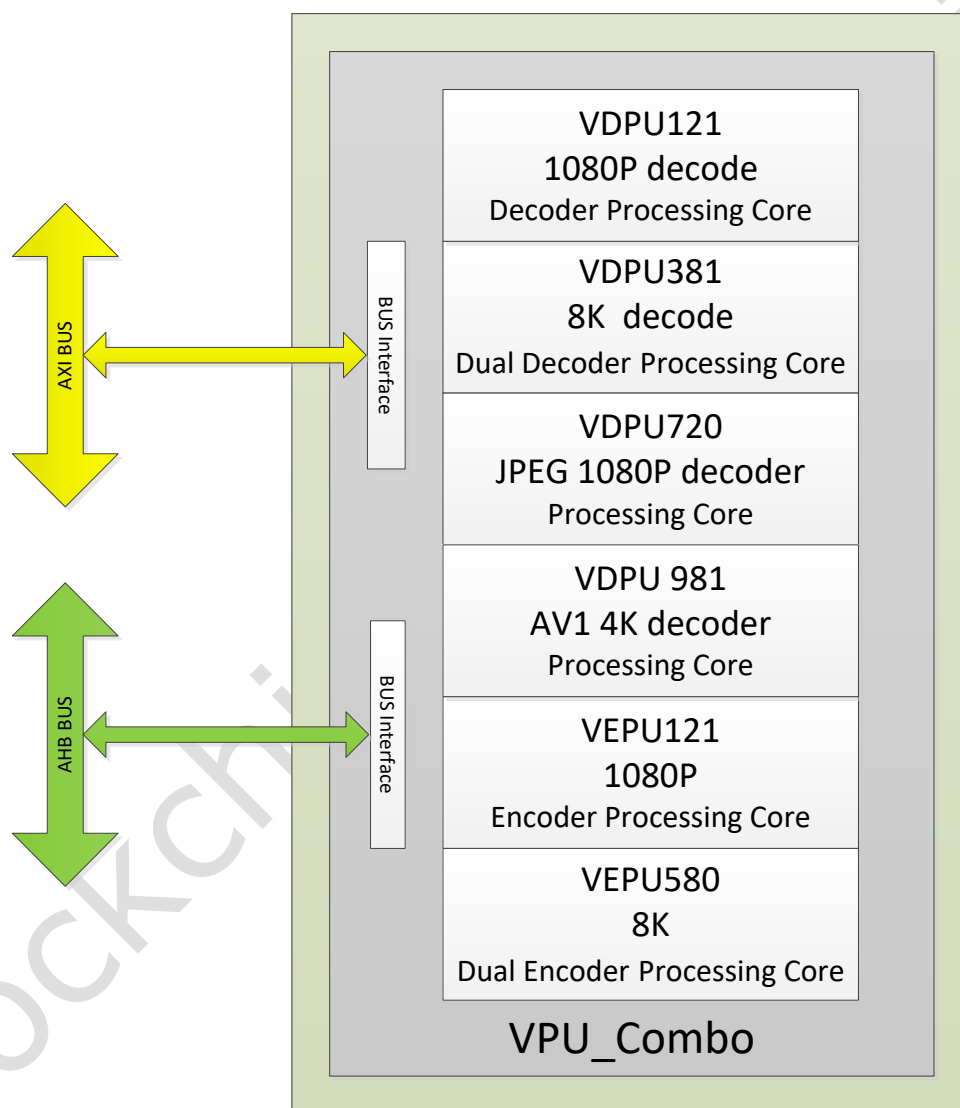 VDPU121
1080P decode
Decoder Processing Core
VDPU381
8K decode
Dual Decoder Processing Core
VDPU720
JPEG 1080P decoder
Processing Core
VDPU 981
AV1 4K decoder
Processing Core
VEPU121
1080P
Encoder Processing Core
VEPU580
8K
Dual Encoder Processing Core
VPU_Combo
AXI BUS
BUS Interface
AHB BUS
BUS Interface
ockchi